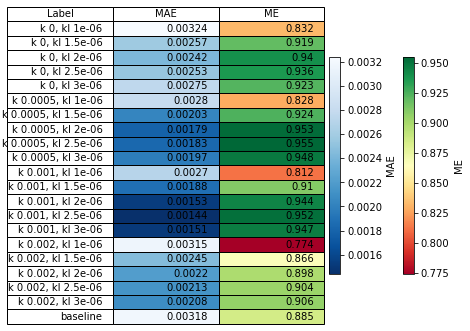 Label MAE ME
k 0, kl 1e-06 0.00324 0.832
k 0, kl 1.5e-06 0.00257 0.919
k 0, kl 2e-06 0.00242 0.94
k 0, kl 2.5e-06 0.00253 0.936
k 0, kl 3e-06 0.00275 0.923
k 0.0005, kl 1e-06 0.0028 0.828
k 0.0005, kl 1.5e-06 0.00203 0.924
k 0.0005, kl 2e-06 0.00179 0.953
k 0.0005, kl 2.5e-06 0.00183 0.955
k 0.0005, kl 3e-06 0.00197 0.948
k 0.001, kl 1e-06 0.0027 0.812
k 0.001, kl 1.5e-06 0.00188 0.91
k 0.001, kl 2e-06 0.00153 0.944
k 0.001, kl 2.5e-06 0.00144 0.952
k 0.001, kl 3e-06 0.00151 0.947
k 0.002, kl 1e-06 0.00315 0.774
k 0.002, kl 1.5e-06 0.00245 0.866
k 0.002, kl 2e-06 0.0022 0.898
k 0.002, kl 2.5e-06 0.00213 0.904
k 0.002, kl 3e-06 0.00208 0.906
baseline 0.00318 0.885
0.0032
0.0030
0.0028
0.0026
0.0024
0.0022
0.0020
0.0018
0.0016
MAE
0.950
0.925
0.900
0.875
0.850
0.825
0.800
0.775
ME